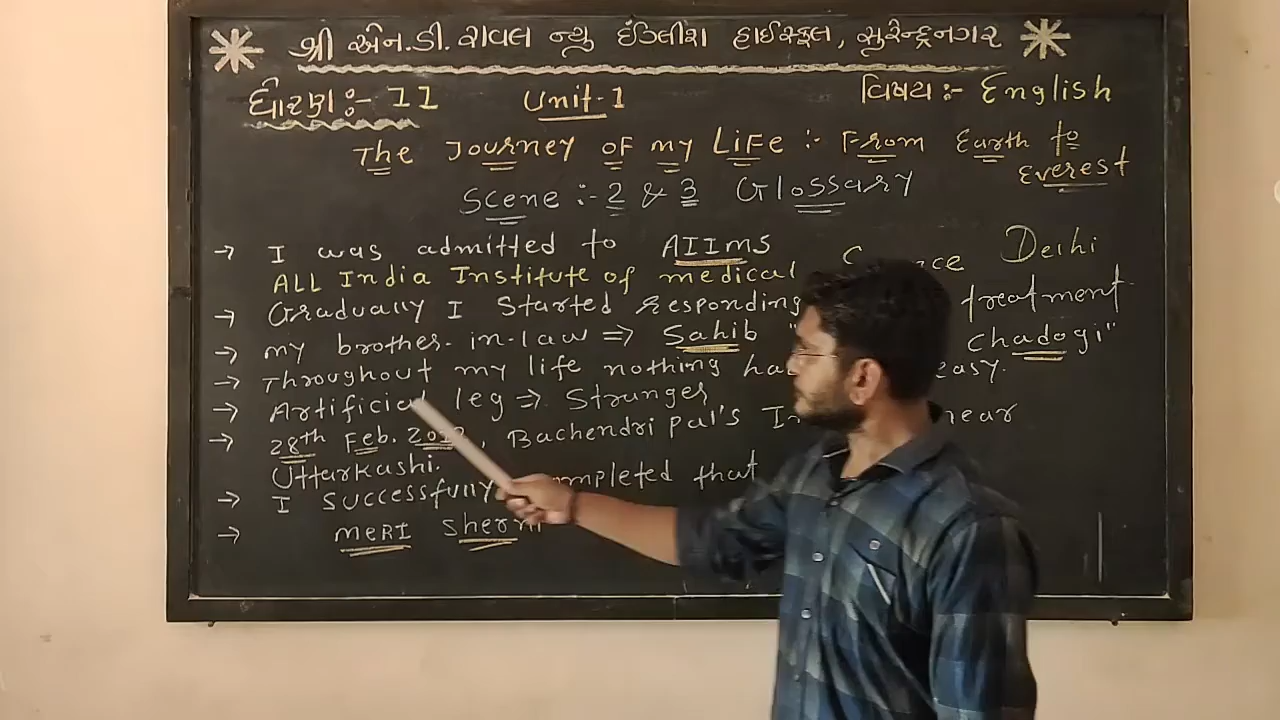 શ્રી એન.ડી. રાવલ ન્યુ ઈંગ્લીશ હાઈસ્કૂલ, સુરેન્દ્રનગર
ધોરણ :- 11 Unit-1 વિષય :- English
The Journey of my Life :- From Earth to
Everest
Scene :- 2 & 3 Glossary
→ I was admitted to AIIMS
ALL India Institute of medical Delhi
→ Gradually I Started responding treatment
→ my brother-in-law ⇒ Sahib " chadogi"
→ Throughout my life nothing easy.
→ Artificial leg ⇒ Stranger
→ 28th Feb. , Bachendri pal's near
Uttarkashi.
→ I Successfully completed that
→ MERI Sherni